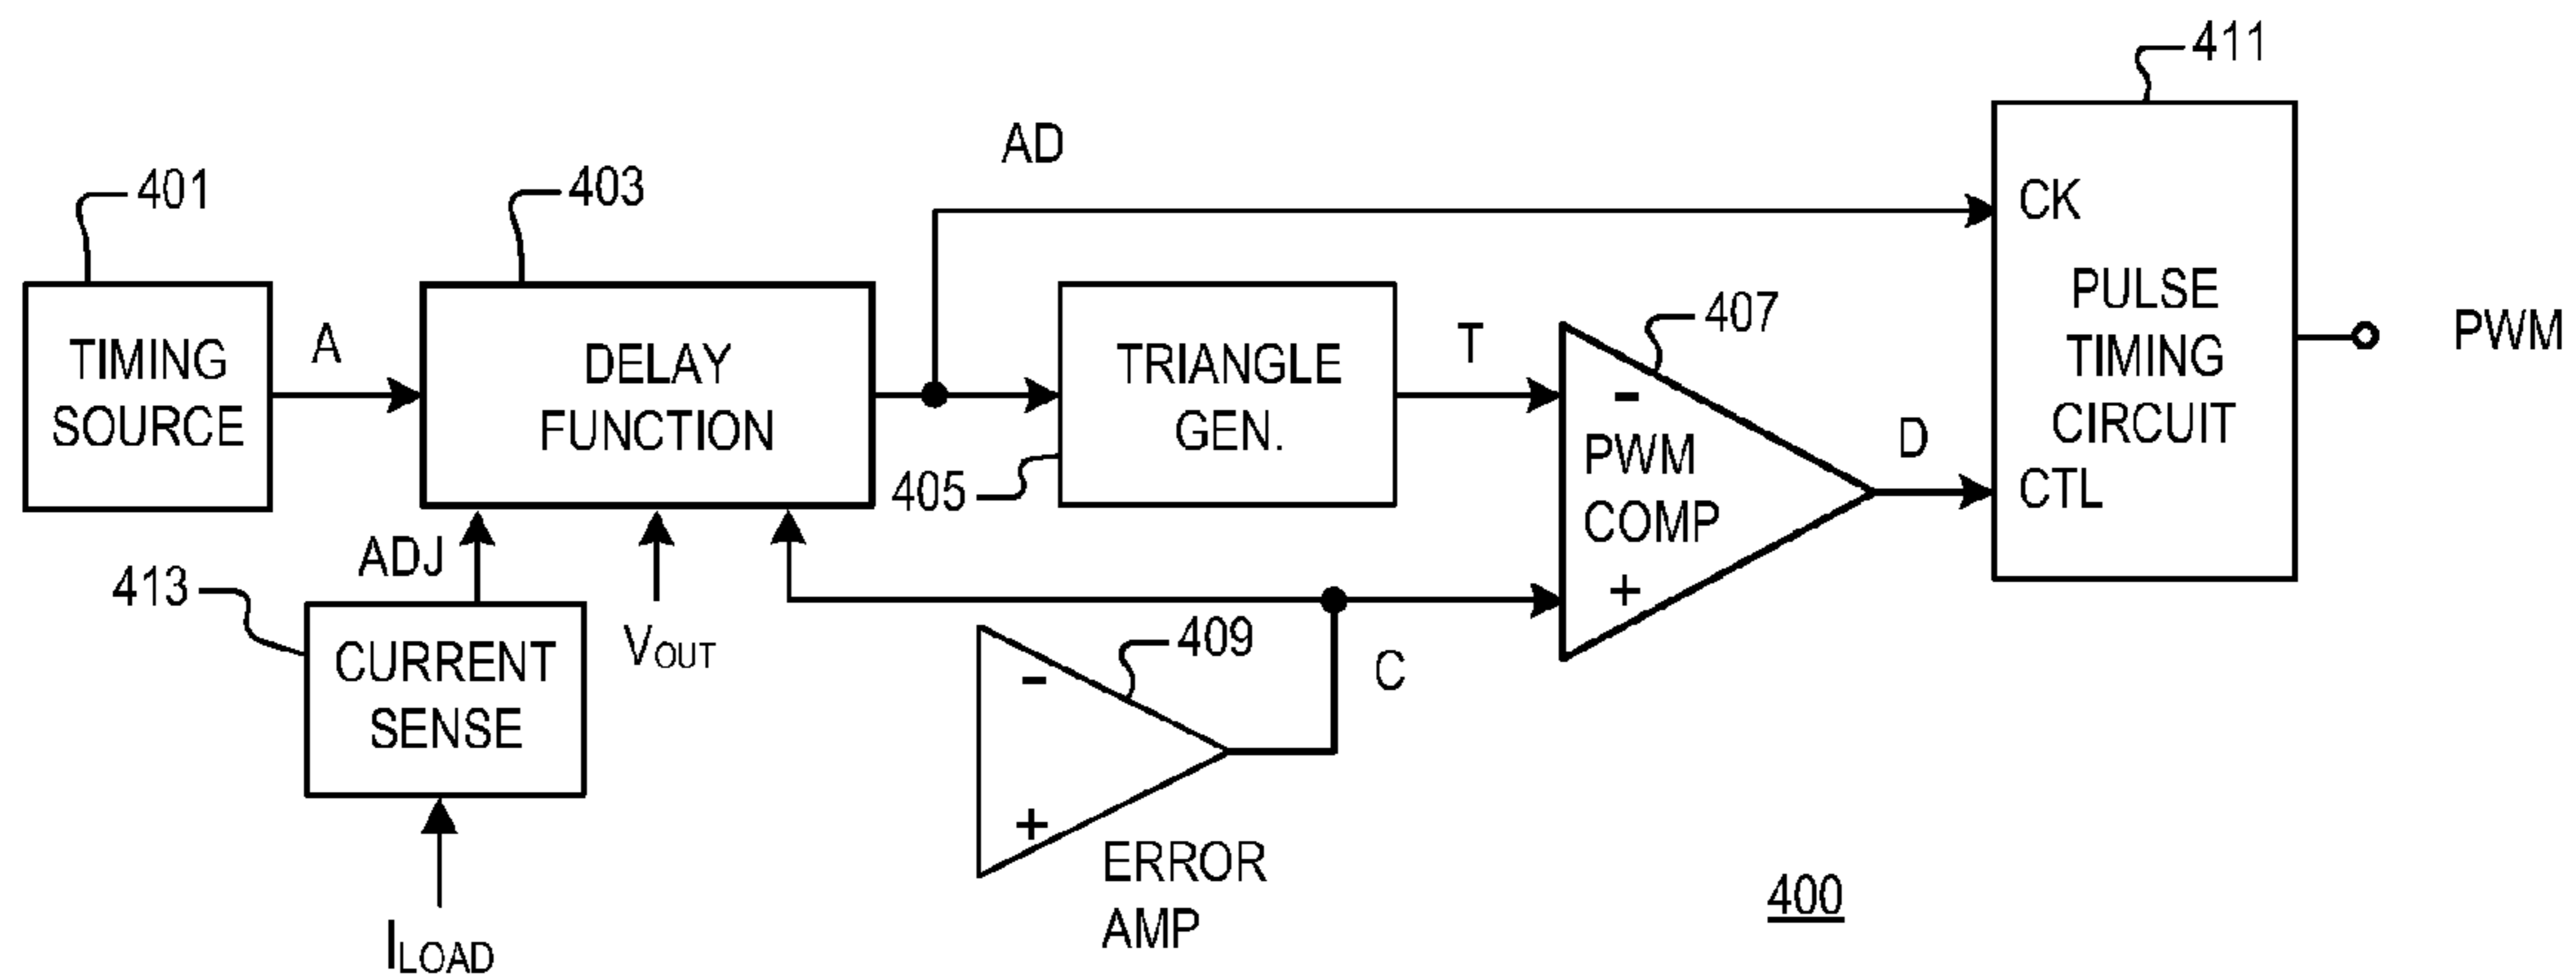 411
AD
401
403
CK
TIMING
SOURCE
A
DELAY
FUNCTION
TRIANGLE
GEN.
405
T
407
-
PWM
COMP
+
D
PULSE
TIMING
CIRCUIT
CTL
PWM
ADJ
413
CURRENT
SENSE
VOUT
409
C
-
+
ERROR
AMP
ILOAD
400